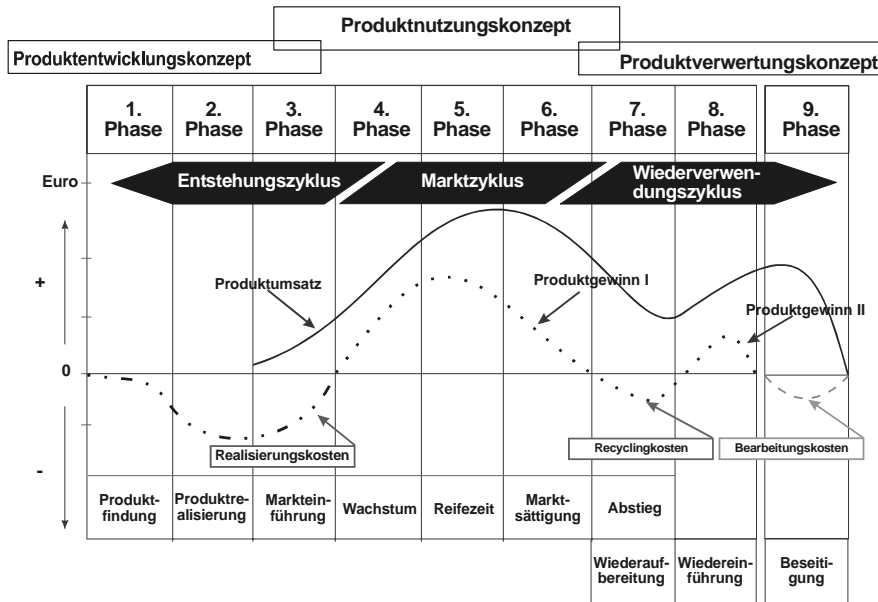 Produktnutzungskonzept
Produktentwicklungskonzept
Produktverwertungskonzept
1. Phase
2. Phase
3. Phase
4. Phase
5. Phase
6. Phase
7. Phase
8. Phase
9. Phase
Euro
Entstehungszyklus
Marktzyklus
Wiederverwen-
dungszyklus
+
Produktumsatz
Produktgewinn I
Produktgewinn II
0
Realisierungskosten
Recyclingkosten
Bearbeitungskosten
-
Produkt-
findung
Produktre-
alisierung
Markteinn-
führung
Wachstum
Reifezeit
Markt-
sättigung
Abstieg
Wiederauf-
bereitung
Wiederein-
führung
Beseiti-
gung